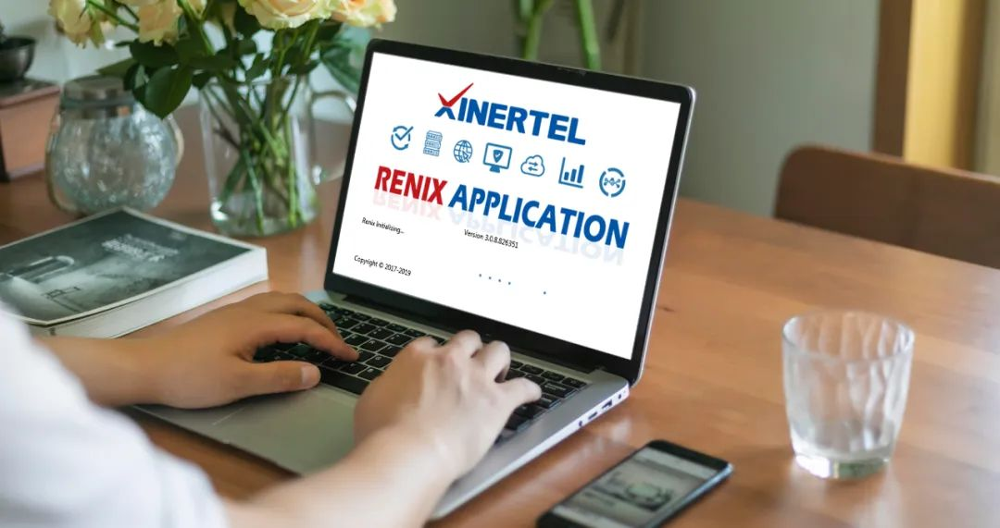 XINERTEL
RENIX APPLICATION
Renix Initializing...
Version 3.0.8.826351
Copyright © 2017-2019